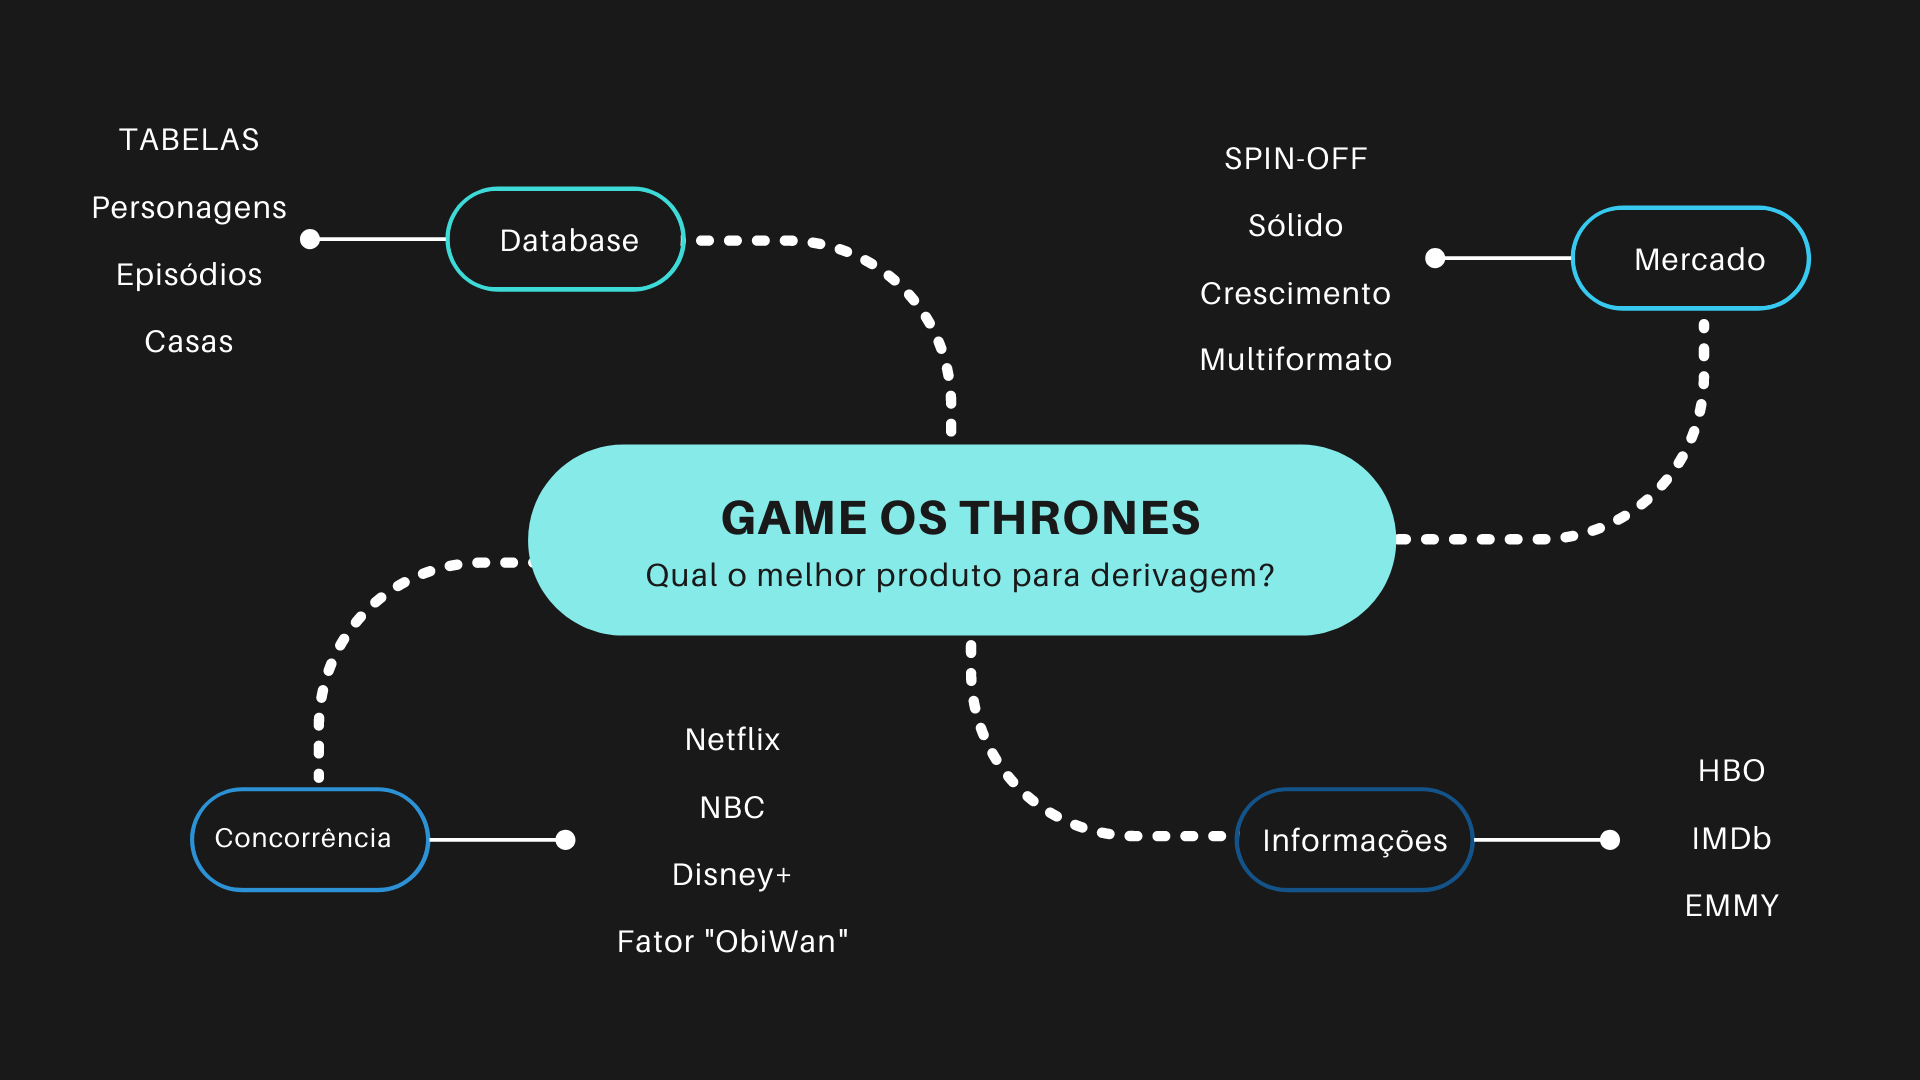 TABELAS
Personagens
Episódios
Casas
Database
SPIN-OFF
Sólido
Crescimento
Multiformato
Mercado
GAME OS THRONES
Qual o melhor produto para derivagem?
Concorrência
Netflix
NBC
Disney+
Fator "ObiWan"
Informações
HBO
IMDb
EMMY